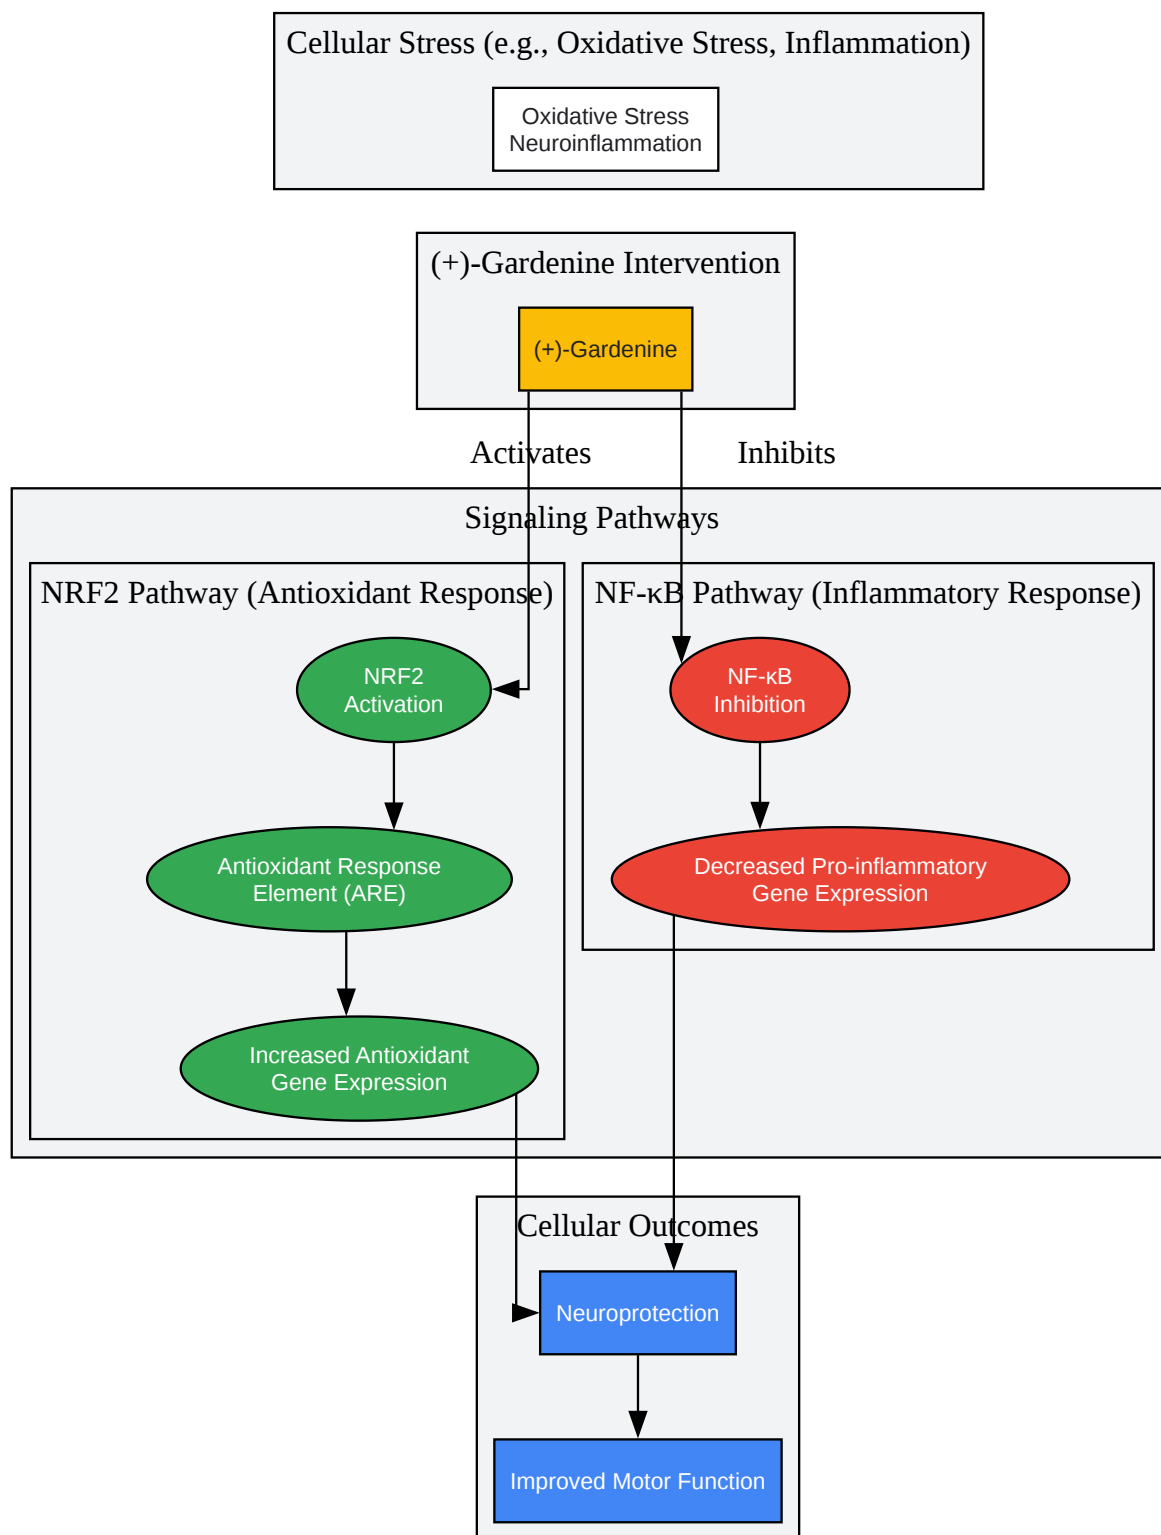 Cellular Stress (e.g., Oxidative Stress, Inflammation)
Oxidative Stress
Neuroinflammation
(+)-Gardenine Intervention
(+)-Gardenine
Activates
Inhibits
Signaling Pathways
NRF2 Pathway (Antioxidant Response)
NF-κB Pathway (Inflammatory Response)
NRF2
Activation
NF-κB
Inhibition
Antioxidant Response
Element (ARE)
Decreased Pro-inflammatory
Gene Expression
Increased Antioxidant
Gene Expression
Cellular Outcomes
Neuroprotection
Improved Motor Function